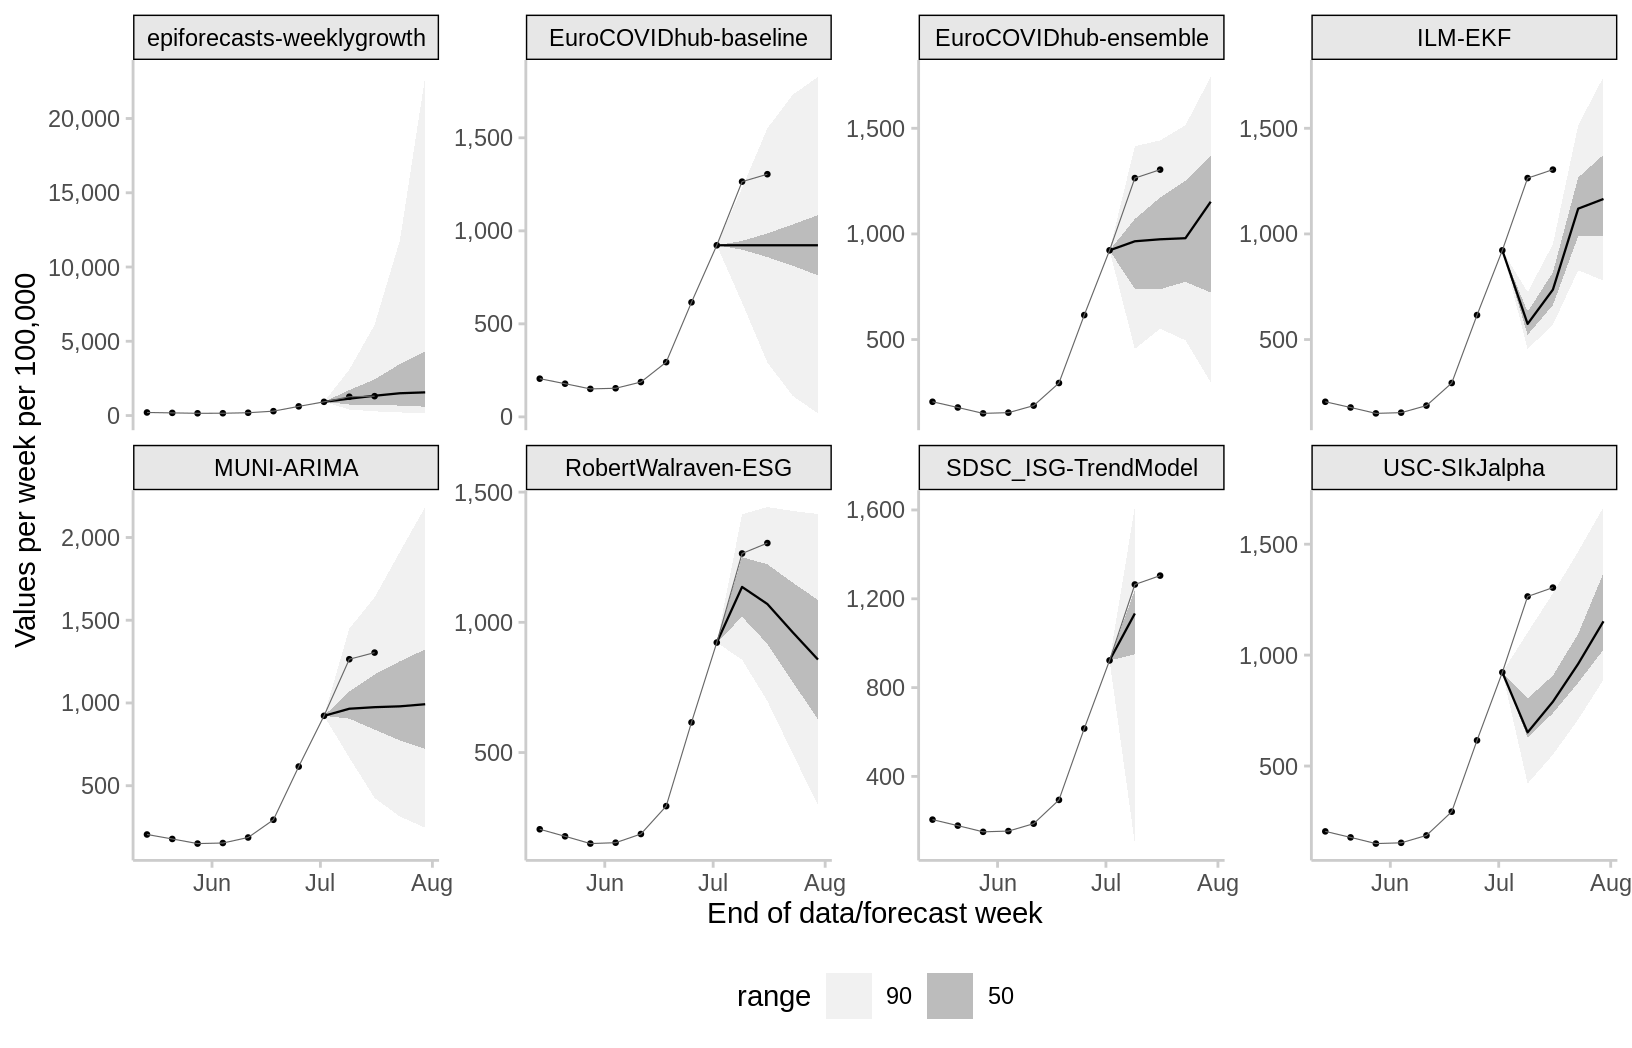 epiforecasts-weeklygrowth
EuroCOVIDhub-baseline
EuroCOVIDhub-ensemble
ILM-EKF
20,000
15,000
10,000
5,000
0
1,500
1,000
500
0
1,500
1,000
500
1,500
1,000
500
MUNI-ARIMA
RobertWalraven-ESG
SDSC_ISG-TrendModel
USC-SIkJalpha
2,000
1,500
1,000
500
1,500
1,000
500
1,600
1,200
800
400
1,500
1,000
500
Jun Jul Aug
Jun Jul Aug
Jun Jul Aug
Jun Jul Aug
Values per week per 100,000
End of data/forecast week
range 90 50